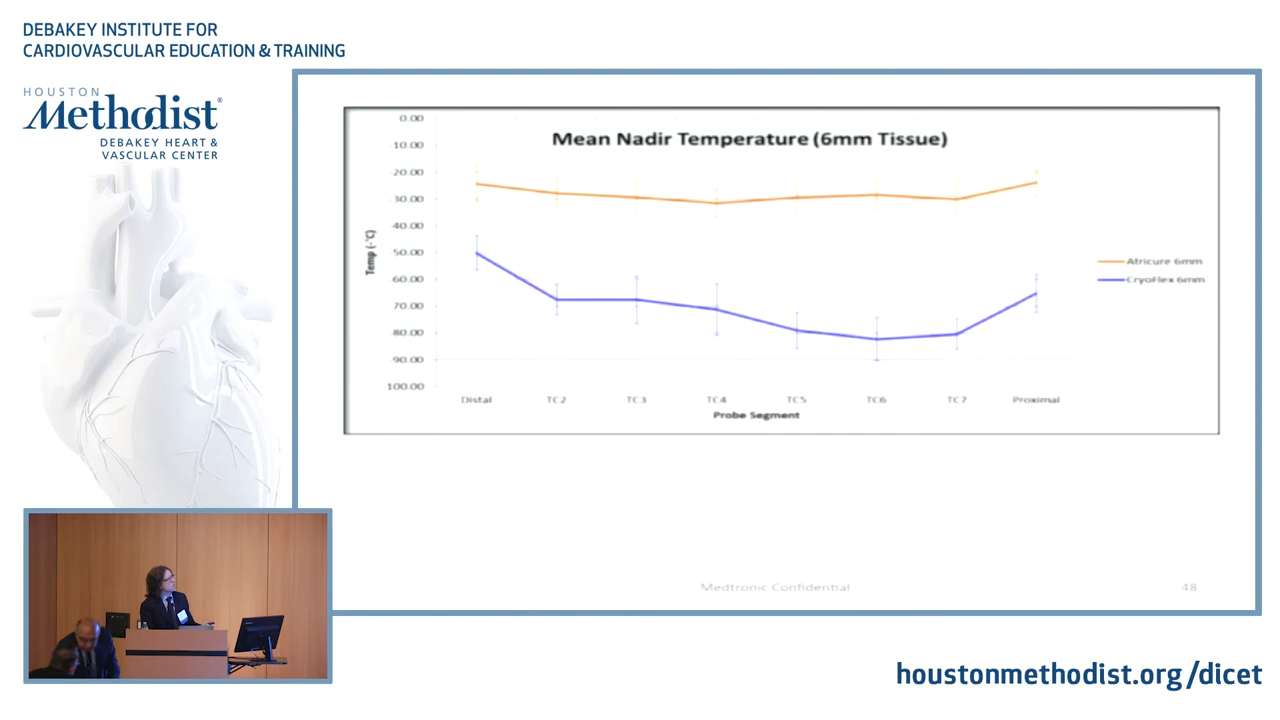 DEBAKEY INSTITUTE FOR
CARDIOVASCULAR EDUCATION & TRAINING
HOUSTON
Methodist®
DEBAKEY HEART &
VASCULAR CENTER
Mean Nadir Temperature (6mm Tissue)
0.00
-10.00
-20.00
-30.00
-40.00
-50.00
-60.00
-70.00
-80.00
-90.00
100.00
Temp (-°C)
Atricure 6mm
CryoFlex 6mm
Distal TC2 TC3 TC4 TC5 TC6 TC7 Proximal
Probe Segment
Medtronic Confidential 48
houstonmethodist.org/dicet